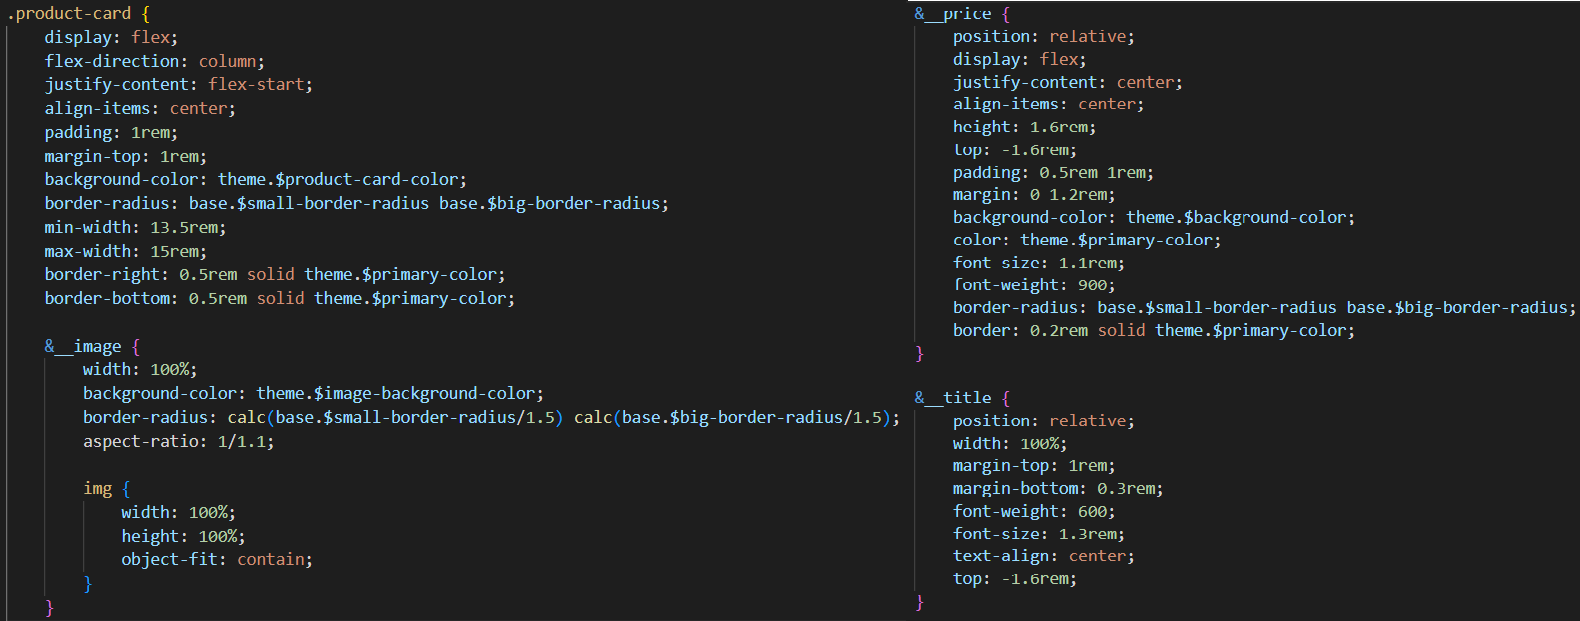 .product-card {
    display: flex;
    flex-direction: column;
    justify-content: flex-start;
    align-items: center;
    padding: 1rem;
    margin-top: 1rem;
    background-color: theme.$product-card-color;
    border-radius: base.$small-border-radius base.$big-border-radius;
    min-width: 13.5rem;
    max-width: 15rem;
    border-right: 0.5rem solid theme.$primary-color;
    border-bottom: 0.5rem solid theme.$primary-color;

    &__image {
        width: 100%;
        background-color: theme.$image-background-color;
        border-radius: calc(base.$small-border-radius/1.5) calc(base.$big-border-radius/1.5);
        aspect-ratio: 1/1.1;

        img {
            width: 100%;
            height: 100%;
            object-fit: contain;
        }
    }
&__price {
    position: relative;
    display: flex;
    justify-content: center;
    align-items: center;
    height: 1.6rem;
    top: -1.6rem;
    padding: 0.5rem 1rem;
    margin: 0 1.2rem;
    background-color: theme.$background-color;
    color: theme.$primary-color;
    font-size: 1.1rem;
    font-weight: 900;
    border-radius: base.$small-border-radius base.$big-border-radius;
    border: 0.2rem solid theme.$primary-color;
}

&__title {
    position: relative;
    width: 100%;
    margin-top: 1rem;
    margin-bottom: 0.3rem;
    font-weight: 600;
    font-size: 1.3rem;
    text-align: center;
    top: -1.6rem;
}